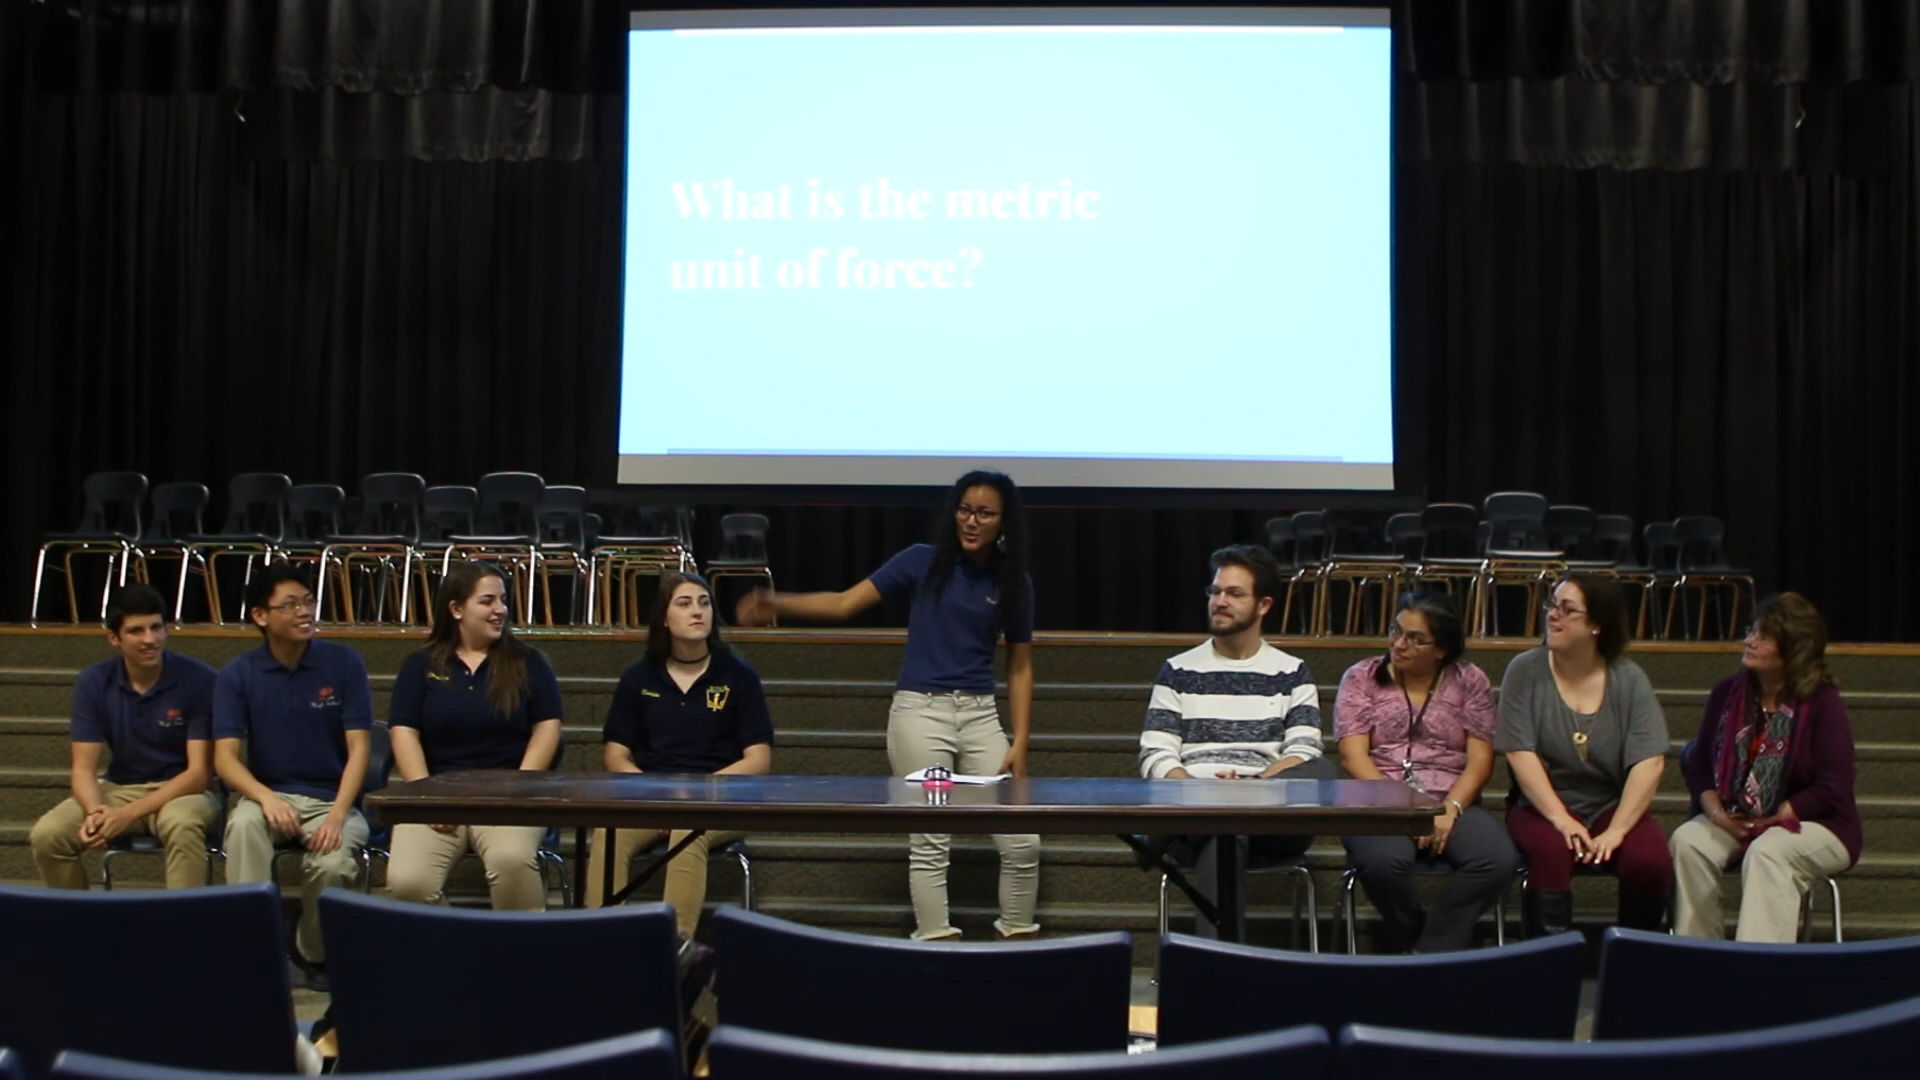 What is the metric
unit of force?